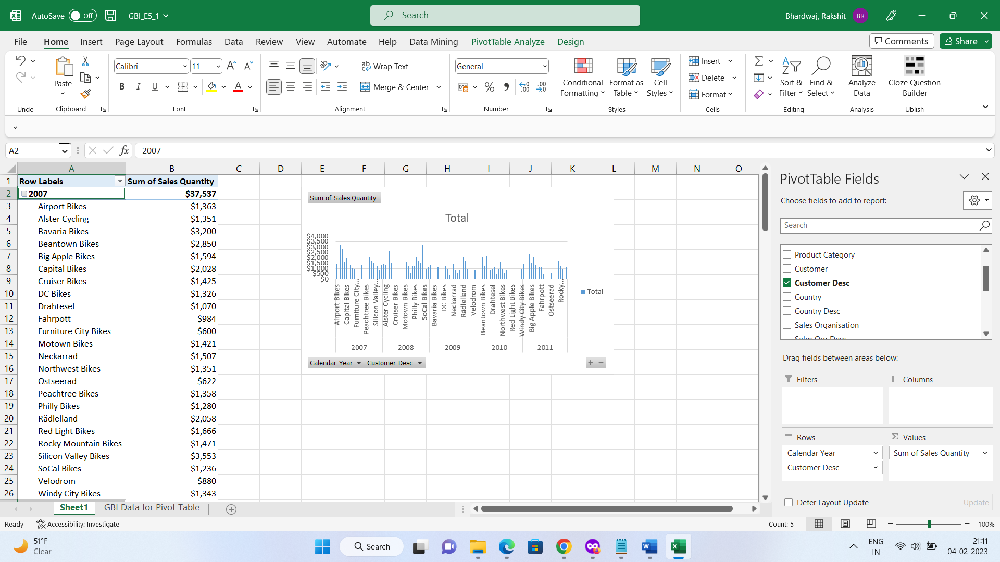 AutoSave Off GBI_E5_1 Search Bhardwaj, Rakshit BR
File Home Insert Page Layout Formulas Data Review View Automate Help Data Mining PivotTable Analyze Design Comments Share
Calibri 11 Wrap Text General Insert
Paste Conditional Formatting Format as Table Cell Styles Delete Sort & Filter Find & Select Analyze Data Cloze Question Builder
B I U Merge & Center % Format
Undo Clipboard Font Alignment Number Styles Cells Editing Analysis Ublish
A2 fx 2007
A B C D E F G H I J K L M N O
1 Row Labels Sum of Sales Quantity
2 2007 $37,537
3 Airport Bikes $1,363
4 Alster Cycling $1,351
5 Bavaria Bikes $3,200
6 Beantown Bikes $2,850
7 Big Apple Bikes $1,594
8 Capital Bikes $2,028
9 Cruiser Bikes $1,425
10 DC Bikes $1,326
11 Drahtesel $1,070
12 Fahrpott $984
13 Furniture City Bikes $600
14 Motown Bikes $1,421
15 Neckarrad $1,507
16 Northwest Bikes $1,351
17 Ostseerad $622
18 Peachtree Bikes $1,358
19 Philly Bikes $1,280
20 Rädlelland $2,058
21 Red Light Bikes $1,666
22 Rocky Mountain Bikes $1,471
23 Silicon Valley Bikes $3,553
24 SoCal Bikes $1,236
25 Velodrom $880
26 Windy City Bikes $1,343
Sum of Sales Quantity
Total
$4,000
$3,500
$3,000
$2,500
$2,000
$1,500
$1,000
$500
$0
Airport Bikes
Capital Bikes
Furniture City...
Peachtree Bikes
Silicon Valley...
Alster Cycling
Cruiser Bikes
Motown Bikes
Philly Bikes
SoCal Bikes
Bavaria Bikes
DC Bikes
Neckarrad
Rädlelland
Velodrom
Beantown Bikes
Drahtesel
Northwest Bikes
Red Light Bikes
Windy City Bikes
Big Apple Bikes
Fahrpott
Ostseerad
Rocky...
Total
2007 2008 2009 2010 2011
Calendar Year Customer Desc + −
PivotTable Fields
Choose fields to add to report:
Search
Product Category
Customer
Customer Desc
Country
Country Desc
Sales Organisation
Sales Org Desc
Drag fields between areas below:
Filters Columns
Rows Values
Calendar Year Sum of Sales Quantity
Customer Desc
Defer Layout Update Update
Sheet1 GBI Data for Pivot Table
Ready Accessibility: Investigate Count: 5 100%
51°F
Clear
Search
ENG
IN
21:11
04-02-2023